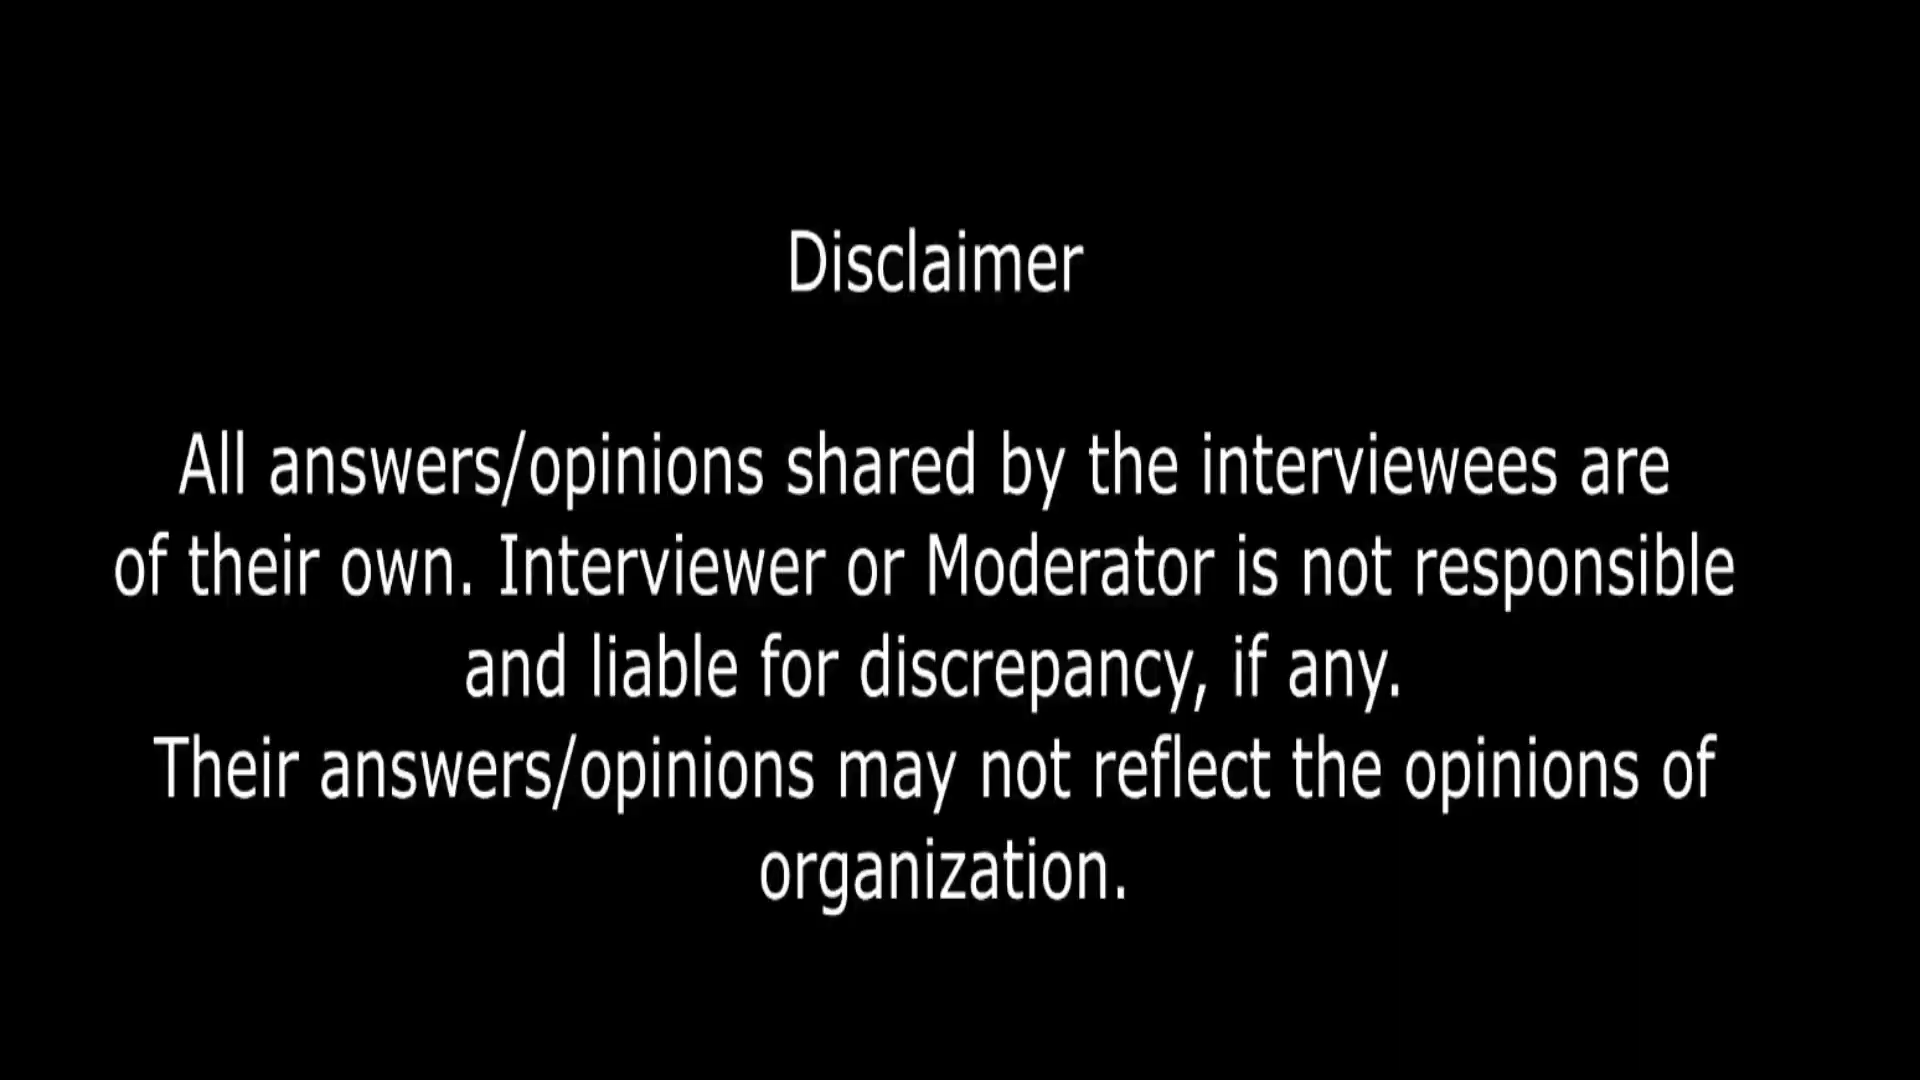 Disclaimer
All answers/opinions shared by the interviewees are
of their own. Interviewer or Moderator is not responsible
and liable for discrepancy, if any.
Their answers/opinions may not reflect the opinions of
organization.